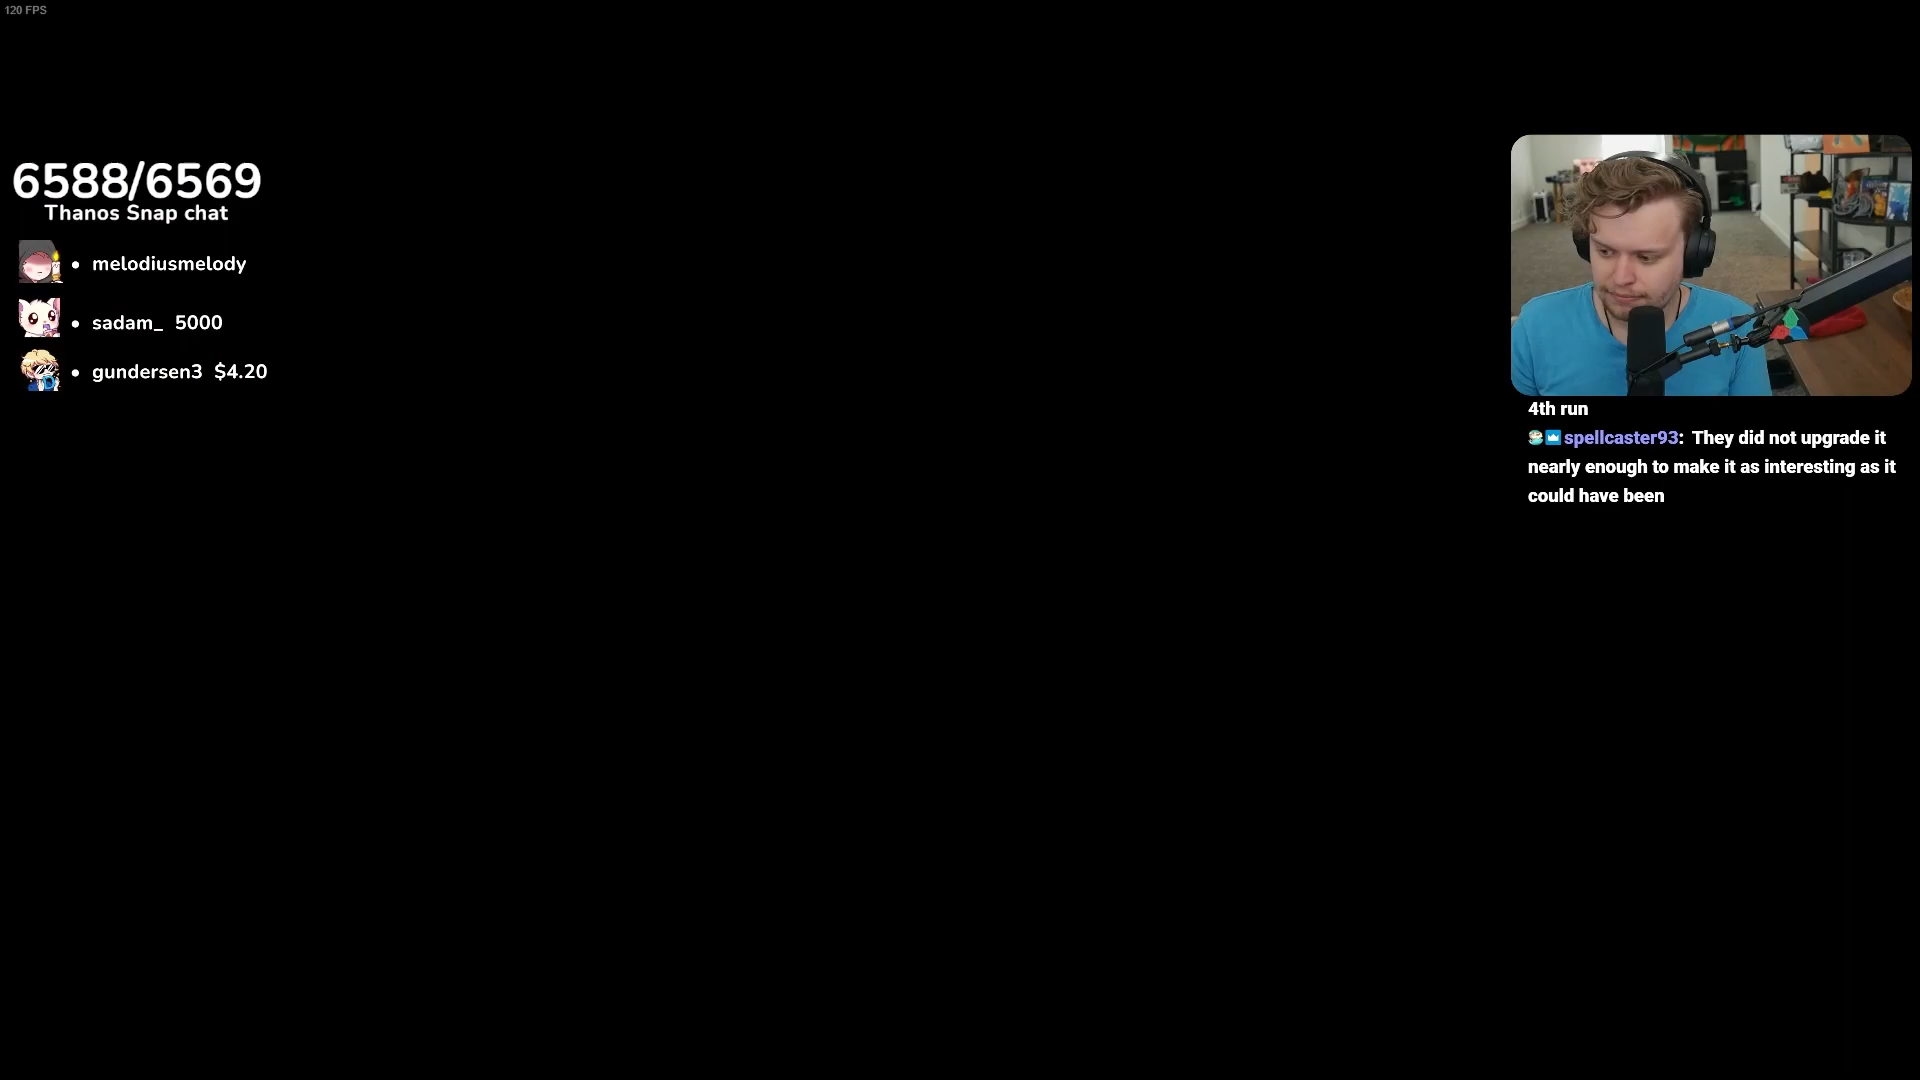 120 FPS
6588/6569
Thanos Snap chat
• melodiusmelody
• sadam_ 5000
• gundersen3 $4.20
4th run
spellcaster93: They did not upgrade it
nearly enough to make it as interesting as it
could have been